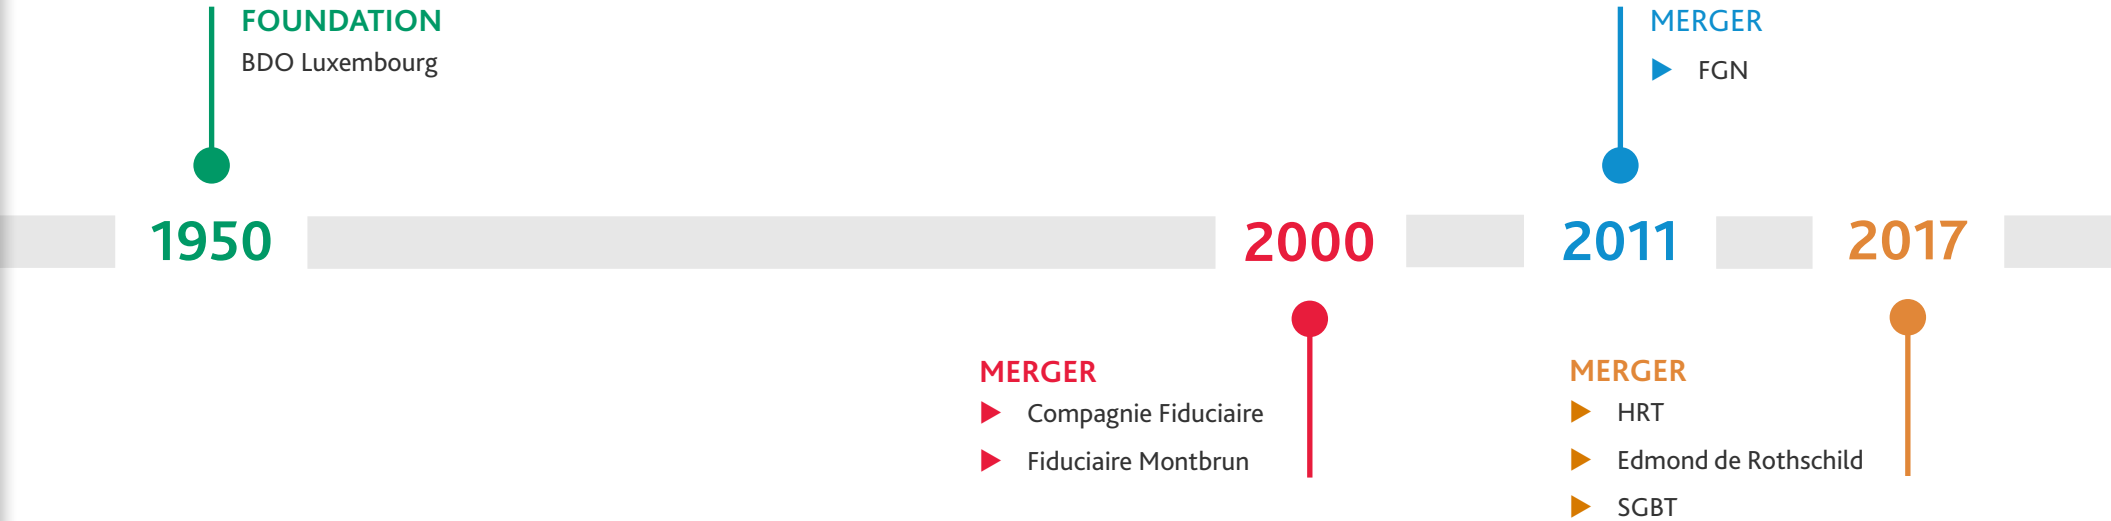 FOUNDATION
BDO Luxembourg
MERGER
FGN
1950
2000
2011
2017
MERGER
Compagnie Fiduciaire
Fiduciaire Montbrun
MERGER
HRT
Edmond de Rothschild
SGBT